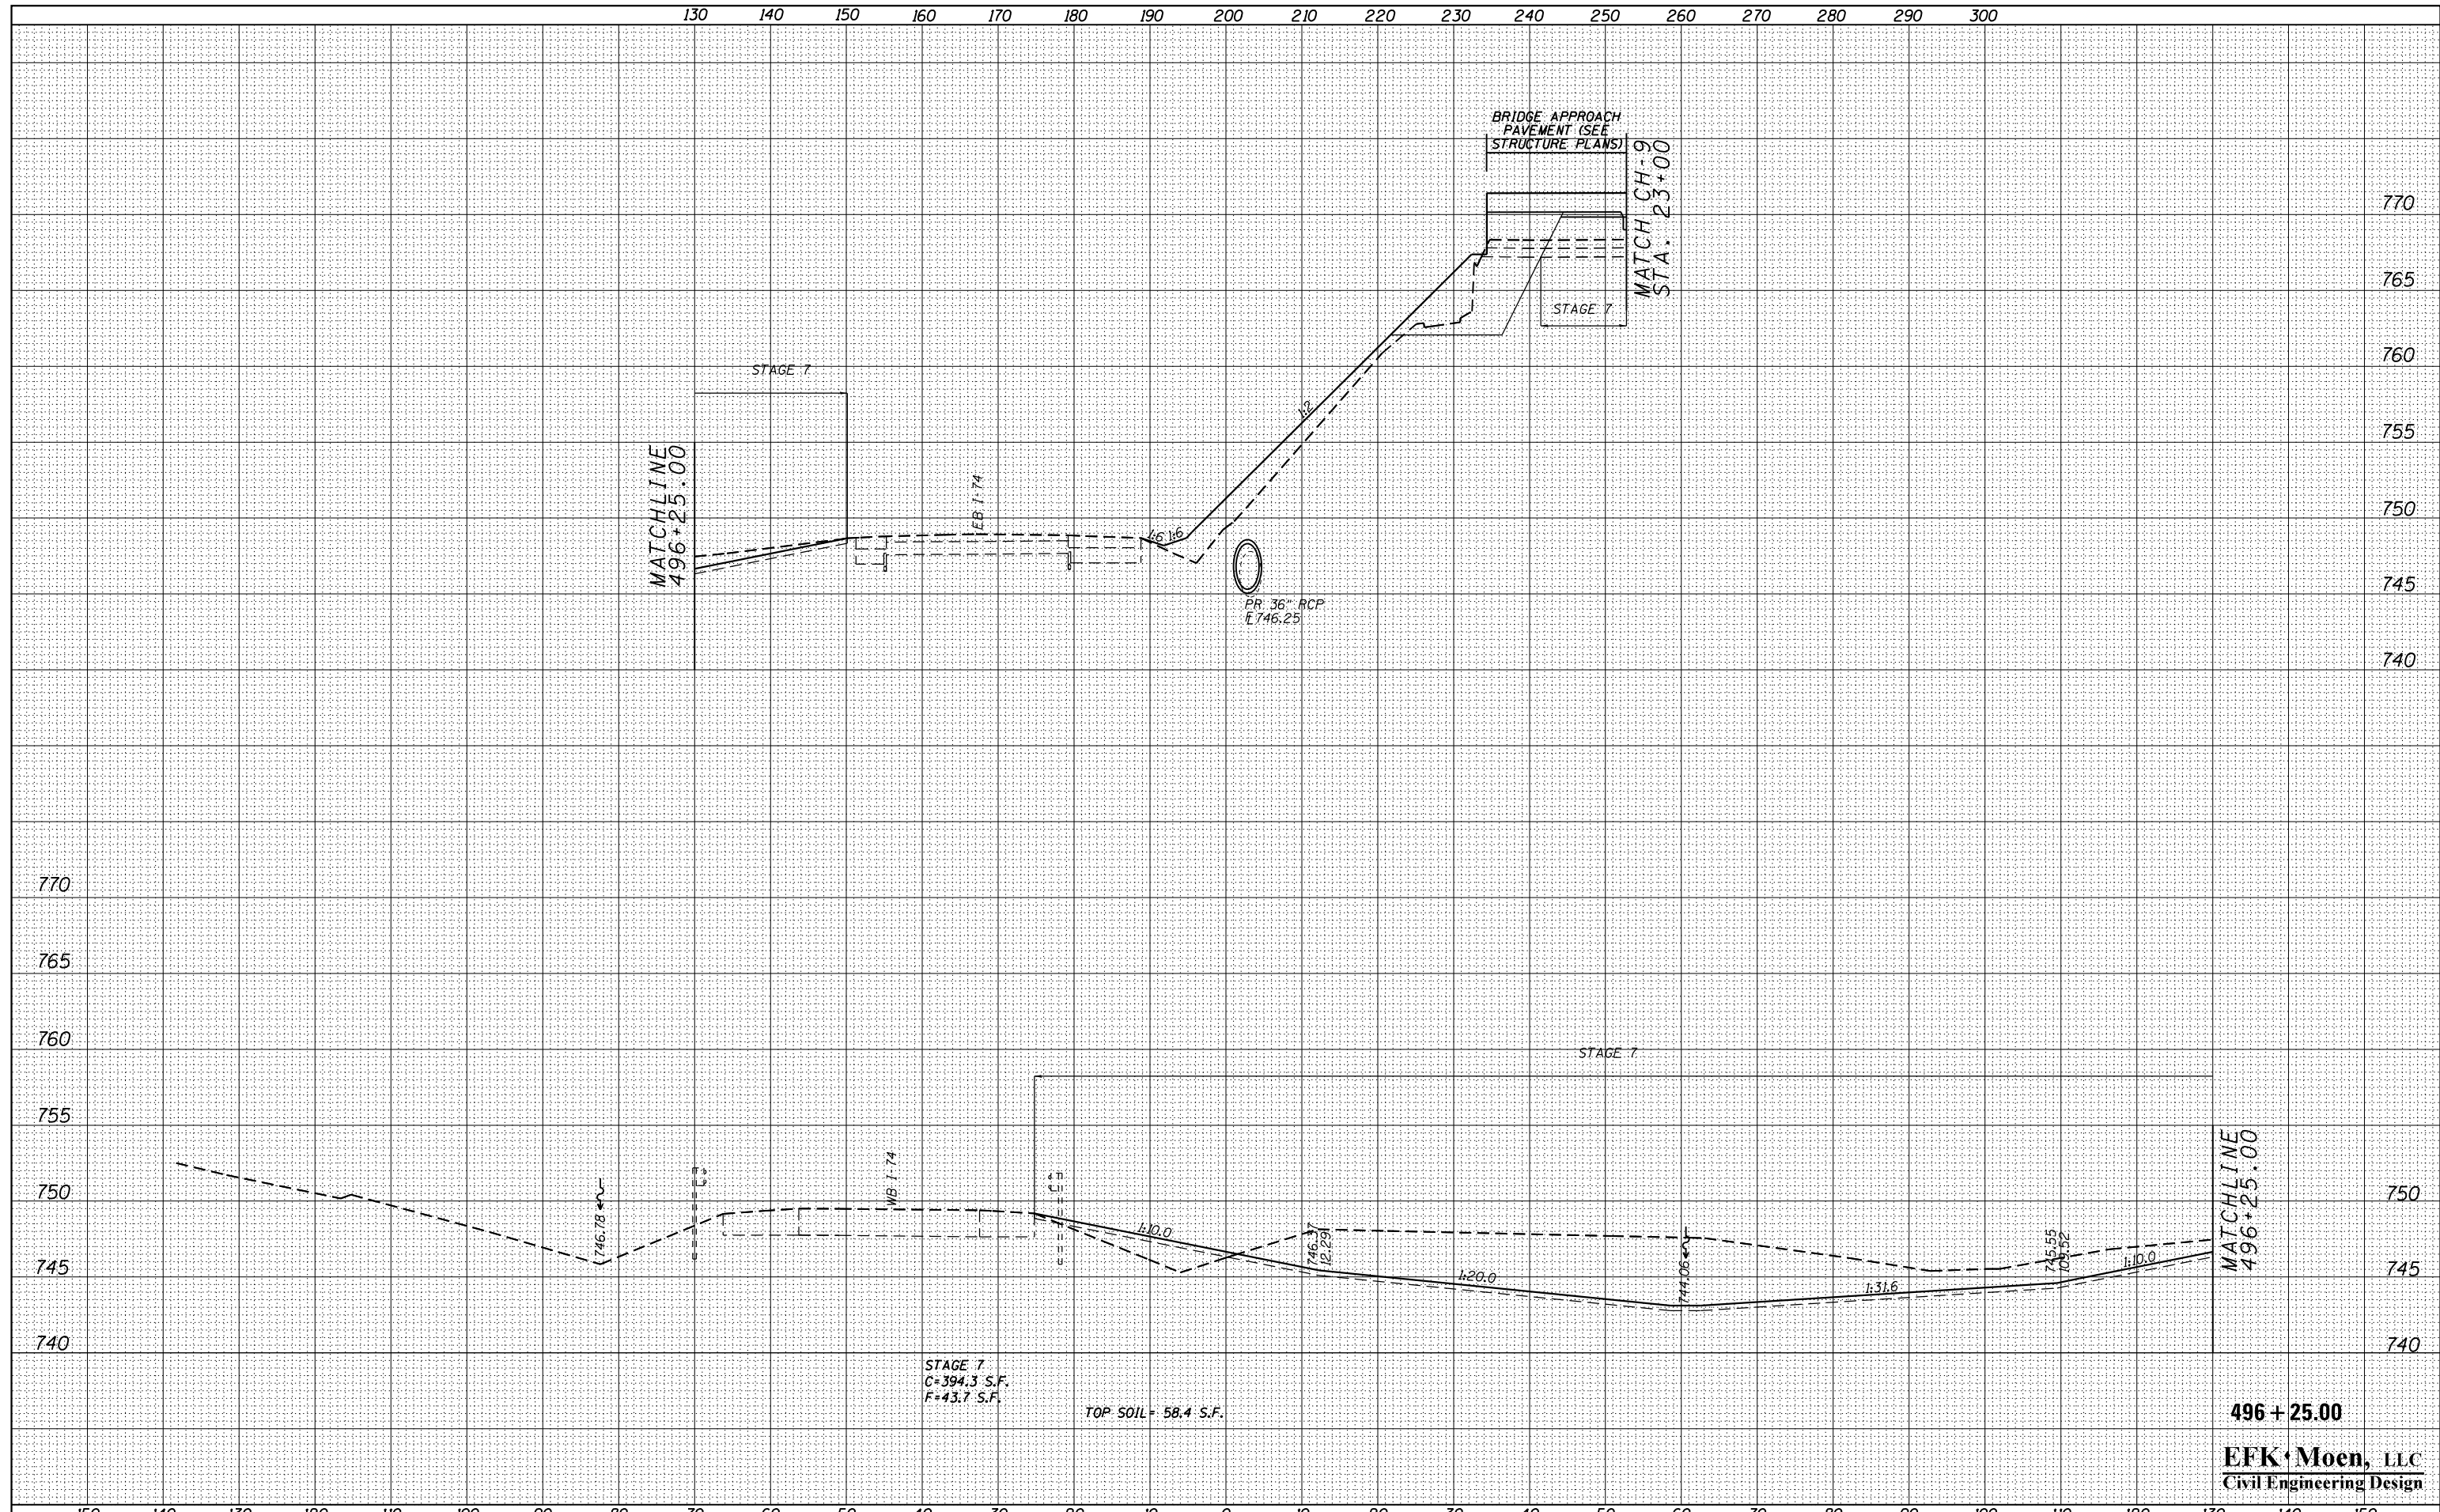 130 140 150 160 170 180 190 200 210 220 230 240 250 260 270 280 290 300
BRIDGE APPROACH
PAVEMENT (SEE
STRUCTURE PLANS)
MATCH CH-9
STA. 23+00
770
765
STAGE 7
760
STAGE 7
1:2
755
MATCHLINE
496+25.00
EB I-74
750
1:6 1:6
745
PR 36" RCP
746.25
740
770
765
760
STAGE 7
755
MATCHLINE
496+25.00
WB I-74
750
750
746.78
1:10.0
746.37
12.29
744.06
745.55
109.52
1:10.0
745
1:20.0
1:31.6
745
740
740
STAGE 7
C=394.3 S.F.
F=43.7 S.F.
TOP SOIL= 58.4 S.F.
496+25.00
EFK Moen, LLC
Civil Engineering Design